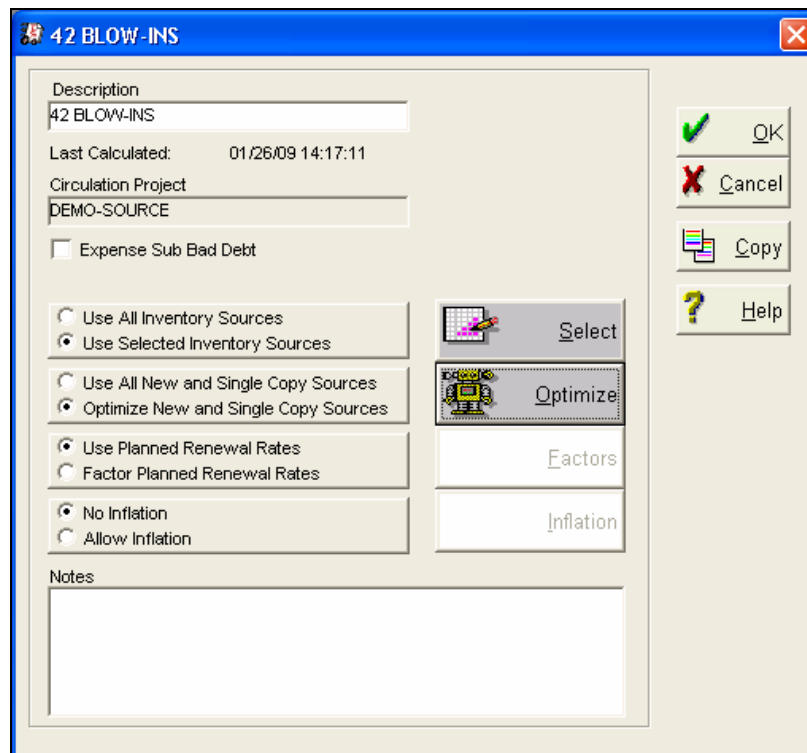 42 BLOW-INS
Description
42 BLOW-INS
Last Calculated: 01/26/09 14:17:11
Circulation Project
DEMO-SOURCE
Expense Sub Bad Debt
Use All Inventory Sources
Use Selected Inventory Sources
Select
Use All New and Single Copy Sources
Optimize New and Single Copy Sources
Optimize
Use Planned Renewal Rates
Factor Planned Renewal Rates
Factors
No Inflation
Allow Inflation
Inflation
Notes
OK
Cancel
Copy
Help